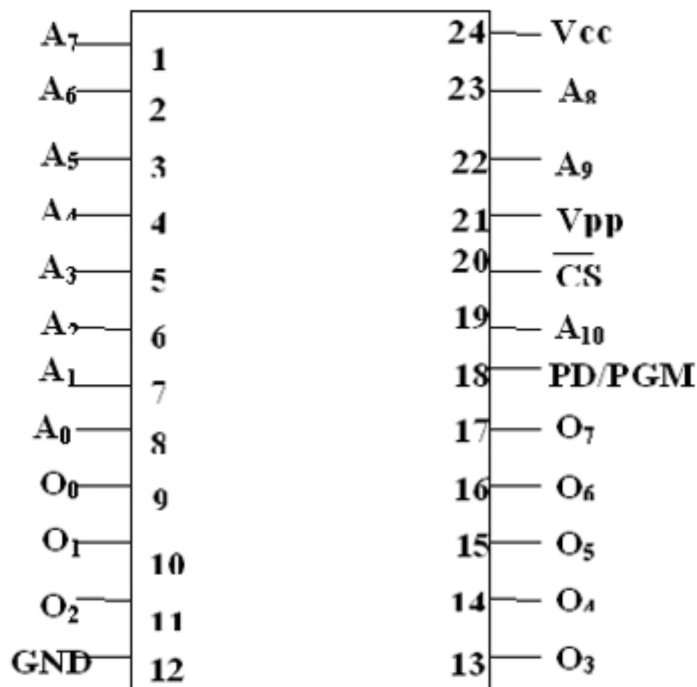 A₇ 1 24 Vcc
A₆ 2 23 A₈
A₅ 3 22 A₉
A₄ 4 21 Vpp
A₃ 5 20 C̅S̅
A₂ 6 19 A₁₀
A₁ 7 18 PD/PGM
A₀ 8 17 O₇
O₀ 9 16 O₆
O₁ 10 15 O₅
O₂ 11 14 O₄
GND 12 13 O₃